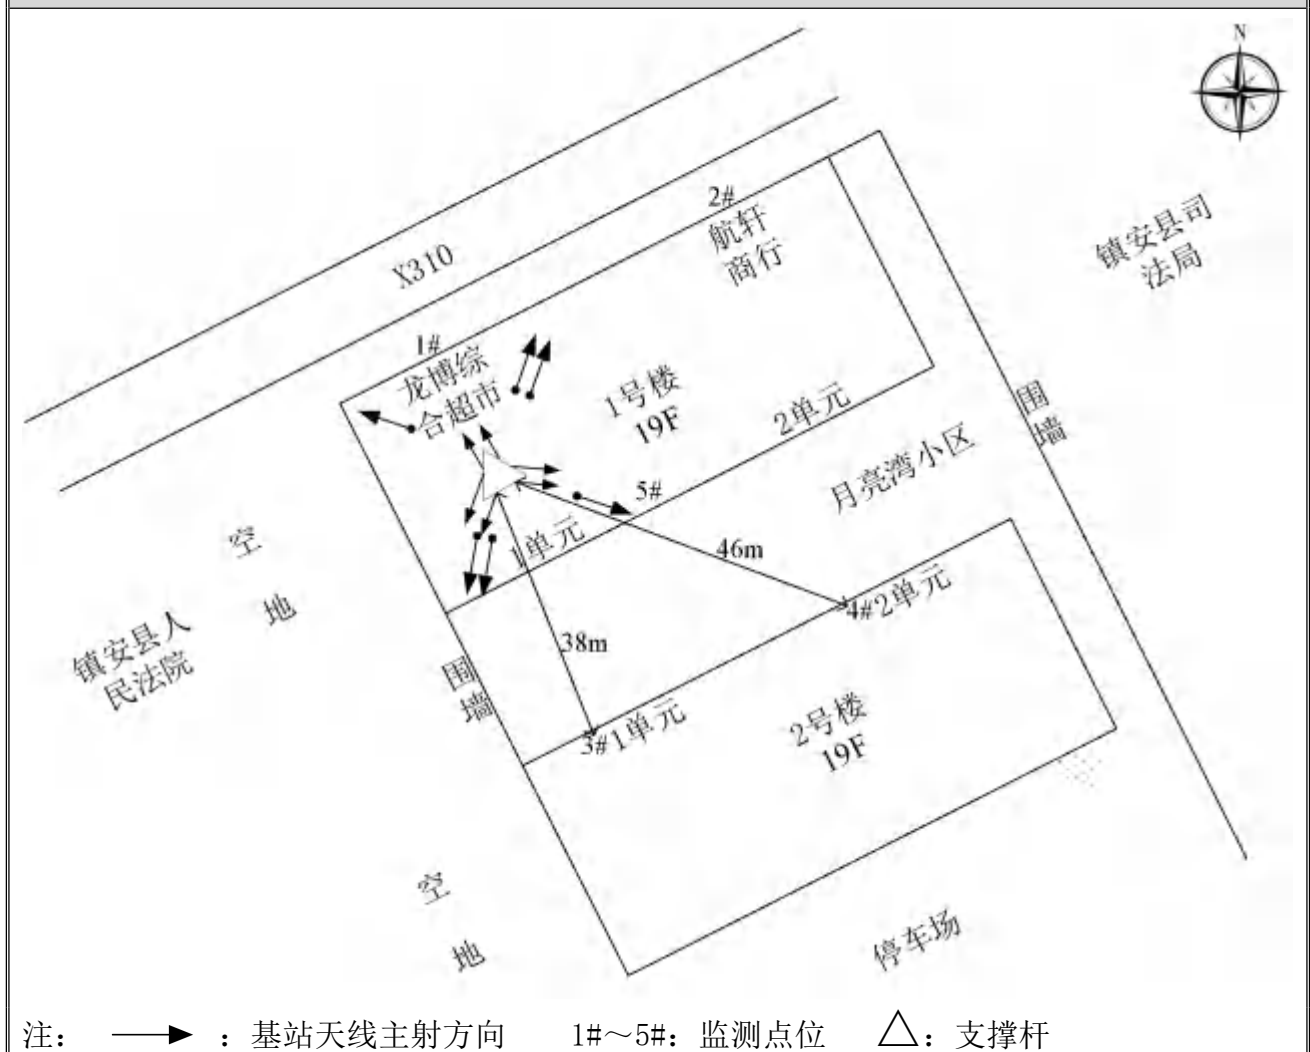 N
镇安县司
法局
2#
航轩
商行
X310
1#
龙博综
合超市
1号楼
19F
2单元
围
墙
月亮湾小区
5#
1单元
46m
空
地
4#2单元
镇安县人
民法院
38m
围
墙
3#1单元
2号楼
19F
空
地
停车场
注： ：基站天线主射方向 1#～5#：监测点位 ：支撑杆